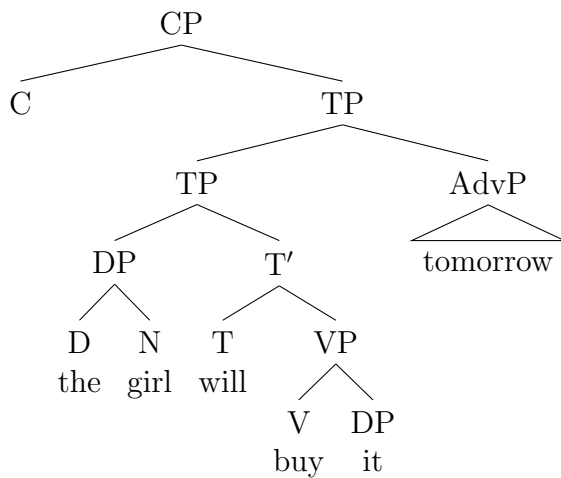 CP
C TP
TP AdvP
DP T′ tomorrow
D N T VP
the girl will
V DP
buy it